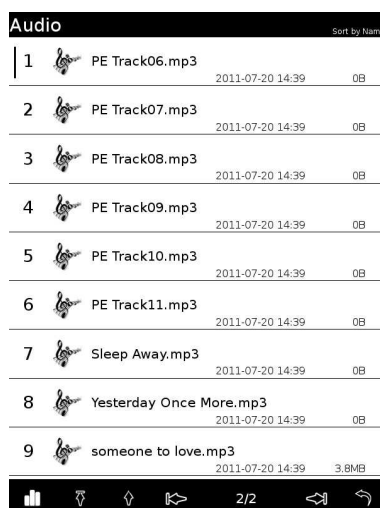 Audio
Sort by Nam
1 PE Track06.mp3
2011-07-20 14:39 0B
2 PE Track07.mp3
2011-07-20 14:39 0B
3 PE Track08.mp3
2011-07-20 14:39 0B
4 PE Track09.mp3
2011-07-20 14:39 0B
5 PE Track10.mp3
2011-07-20 14:39 0B
6 PE Track11.mp3
2011-07-20 14:39 0B
7 Sleep Away.mp3
2011-07-20 14:39 0B
8 Yesterday Once More.mp3
2011-07-20 14:39 0B
9 someone to love.mp3
2011-07-20 14:39 3.8MB
2/2